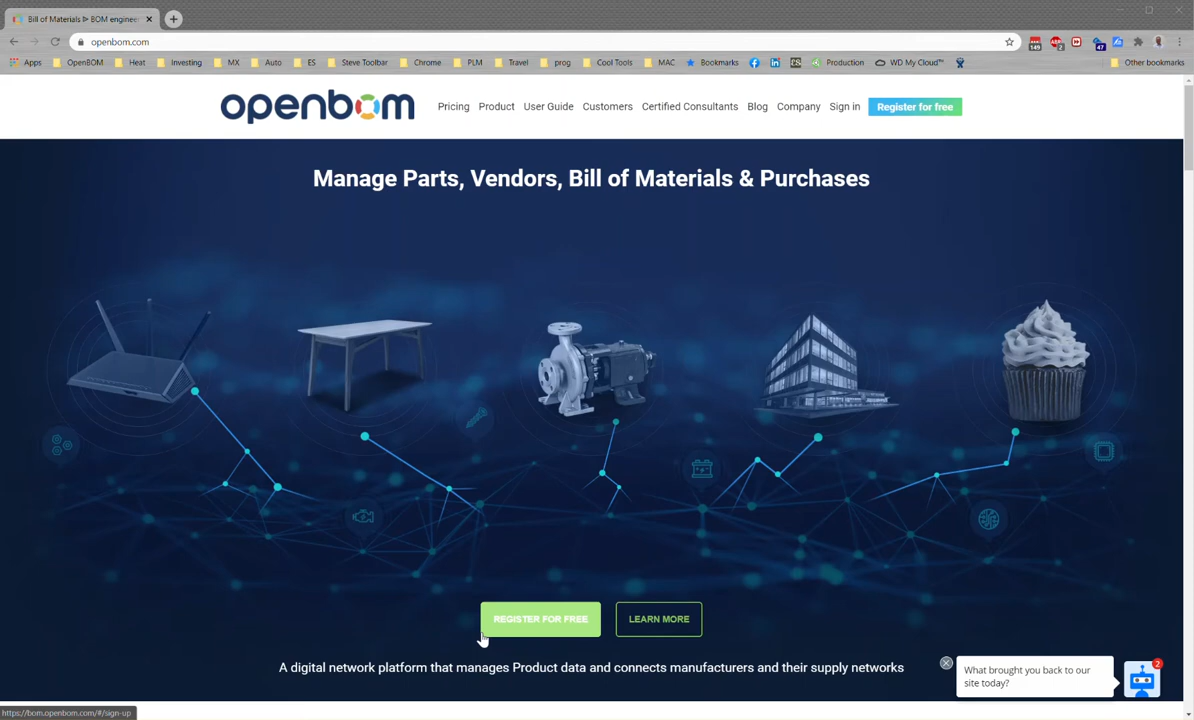 Bill of Materials ᐅ BOM enginee
openbom.com
149
2
47
Apps
OpenBOM
Heat
Investing
MX
Auto
ES
Steve Toolbar
Chrome
PLM
Travel
prog
Cool Tools
MAC
Bookmarks
Production
WD My Cloud™
Other bookmarks
openbom
Pricing
Product
User Guide
Customers
Certified Consultants
Blog
Company
Sign in
Register for free
Manage Parts, Vendors, Bill of Materials & Purchases
REGISTER FOR FREE
LEARN MORE
A digital network platform that manages Product data and connects manufacturers and their supply networks
What brought you back to our
site today?
2
https://bom.openbom.com/#/sign-up